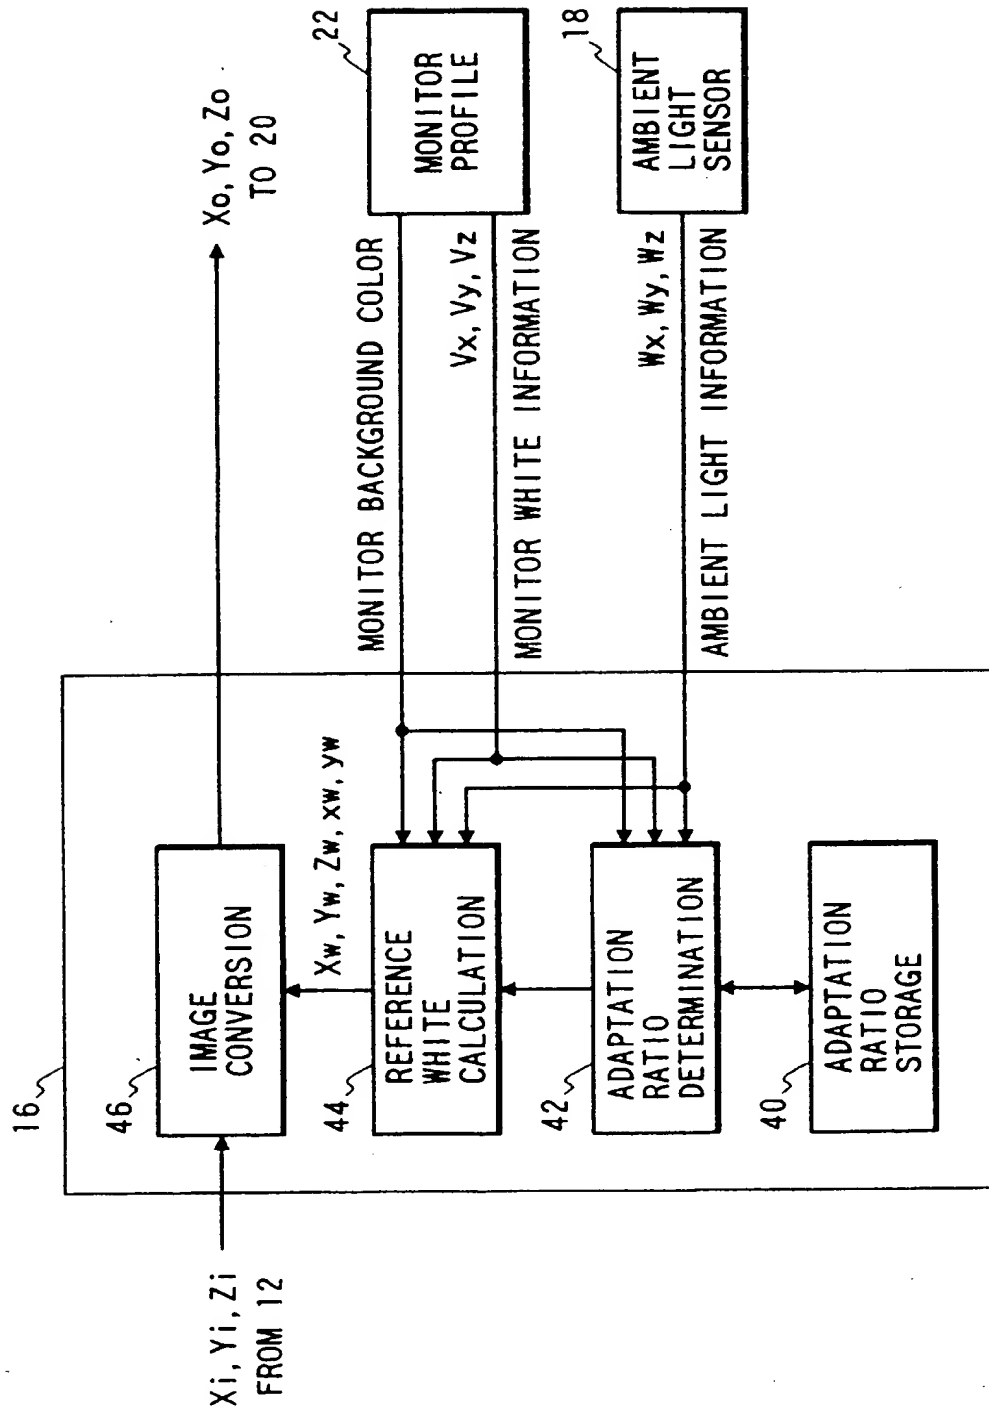 16
46
IMAGE
CONVERSION
Xi, Yi, Zi
FROM 12
Xo, Yo, Zo
TO 20
Xw, Yw, Zw, xw, yw
44
REFERENCE
WHITE
CALCULATION
MONITOR BACKGROUND COLOR
Vx, Vy, Vz
MONITOR WHITE INFORMATION
22
MONITOR
PROFILE
42
ADAPTATION
RATIO
DETERMINATION
Wx, Wy, Wz
AMBIENT LIGHT INFORMATION
18
AMBIENT
LIGHT
SENSOR
40
ADAPTATION
RATIO
STORAGE